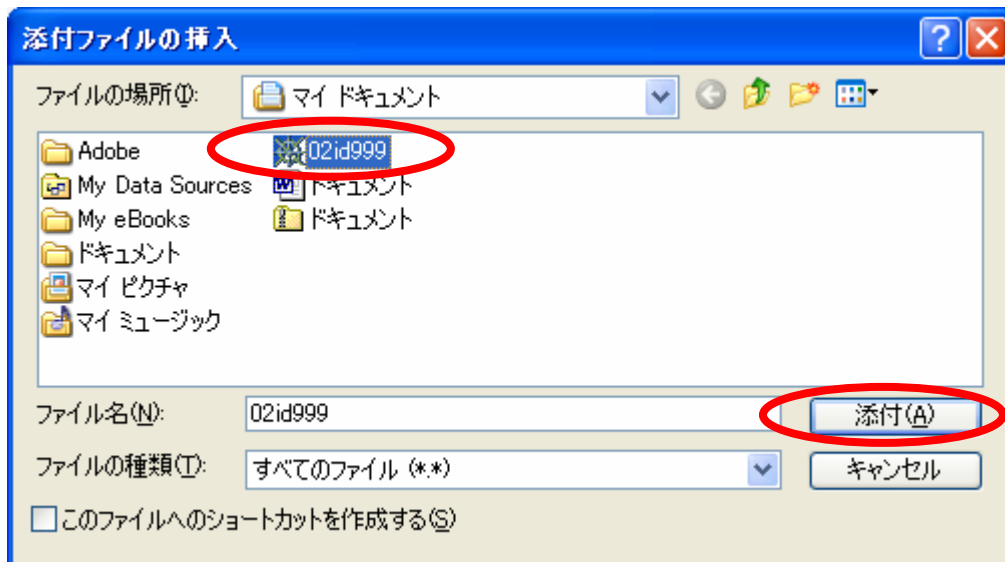 添付ファイルの挿入
ファイルの場所(I): マイ ドキュメント
Adobe 02id999
My Data Sources ドキュメント
My eBooks ドキュメント
ドキュメント
マイ ピクチャ
マイ ミュージック
ファイル名(N): 02id999 添付(A)
ファイルの種類(T): すべてのファイル (*.*) キャンセル
このファイルへのショートカットを作成する(S)